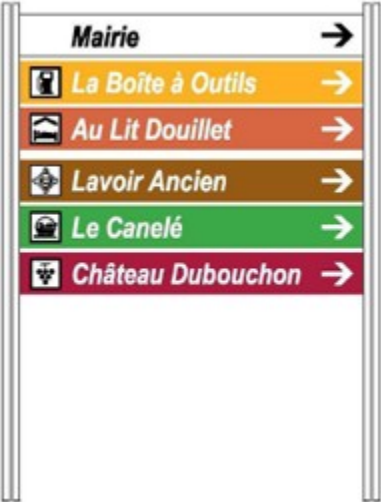 Mairie
La Boîte à Outils
Au Lit Douillet
Lavoir Ancien
Le Canelé
Château Dubouchon